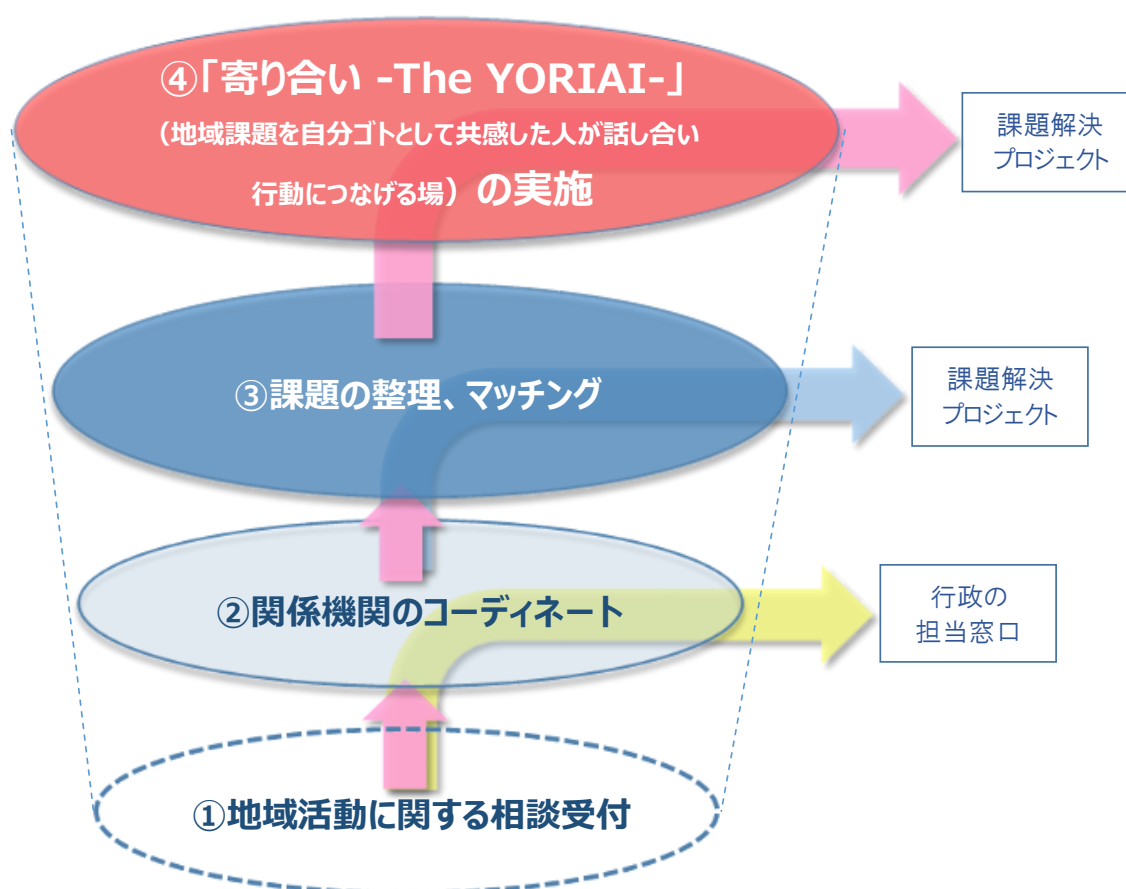 ④「寄り合い -The YORIAI-」
（地域課題を自分ゴトとして共感した人が話し合い
行動につなげる場）の実施
課題解決
プロジェクト
③課題の整理、マッチング
課題解決
プロジェクト
②関係機関のコーディネート
行政の
担当窓口
①地域活動に関する相談受付